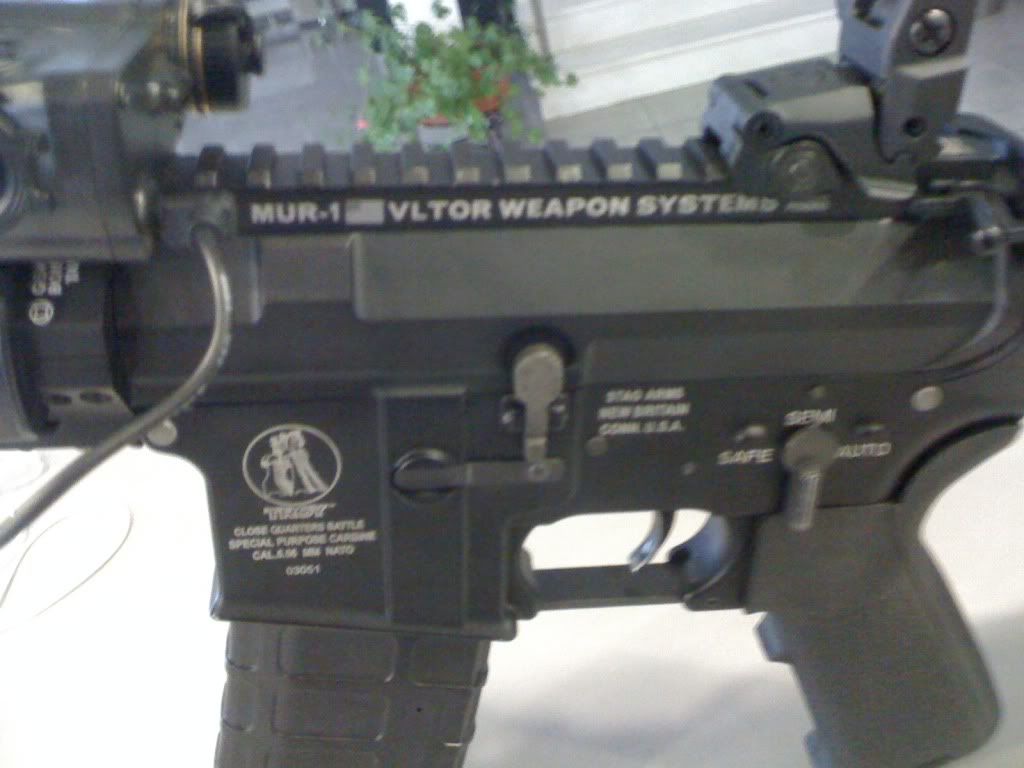 MUR-1 VLTOR WEAPON SYSTEMS
STAG ARMS
NEW BRITAIN
CONN. U.S.A.
SEMI
SAFE
AUTO
TROY
CLOSE QUARTERS BATTLE
SPECIAL PURPOSE CARBINE
CAL. 5.56 MM NATO
03051